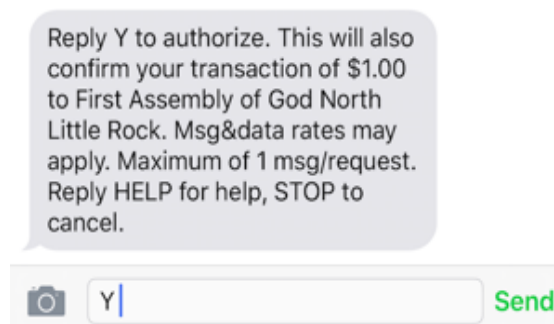 Reply Y to authorize. This will also
confirm your transaction of $1.00
to First Assembly of God North
Little Rock. Msg&data rates may
apply. Maximum of 1 msg/request.
Reply HELP for help, STOP to
cancel.
Y
Send